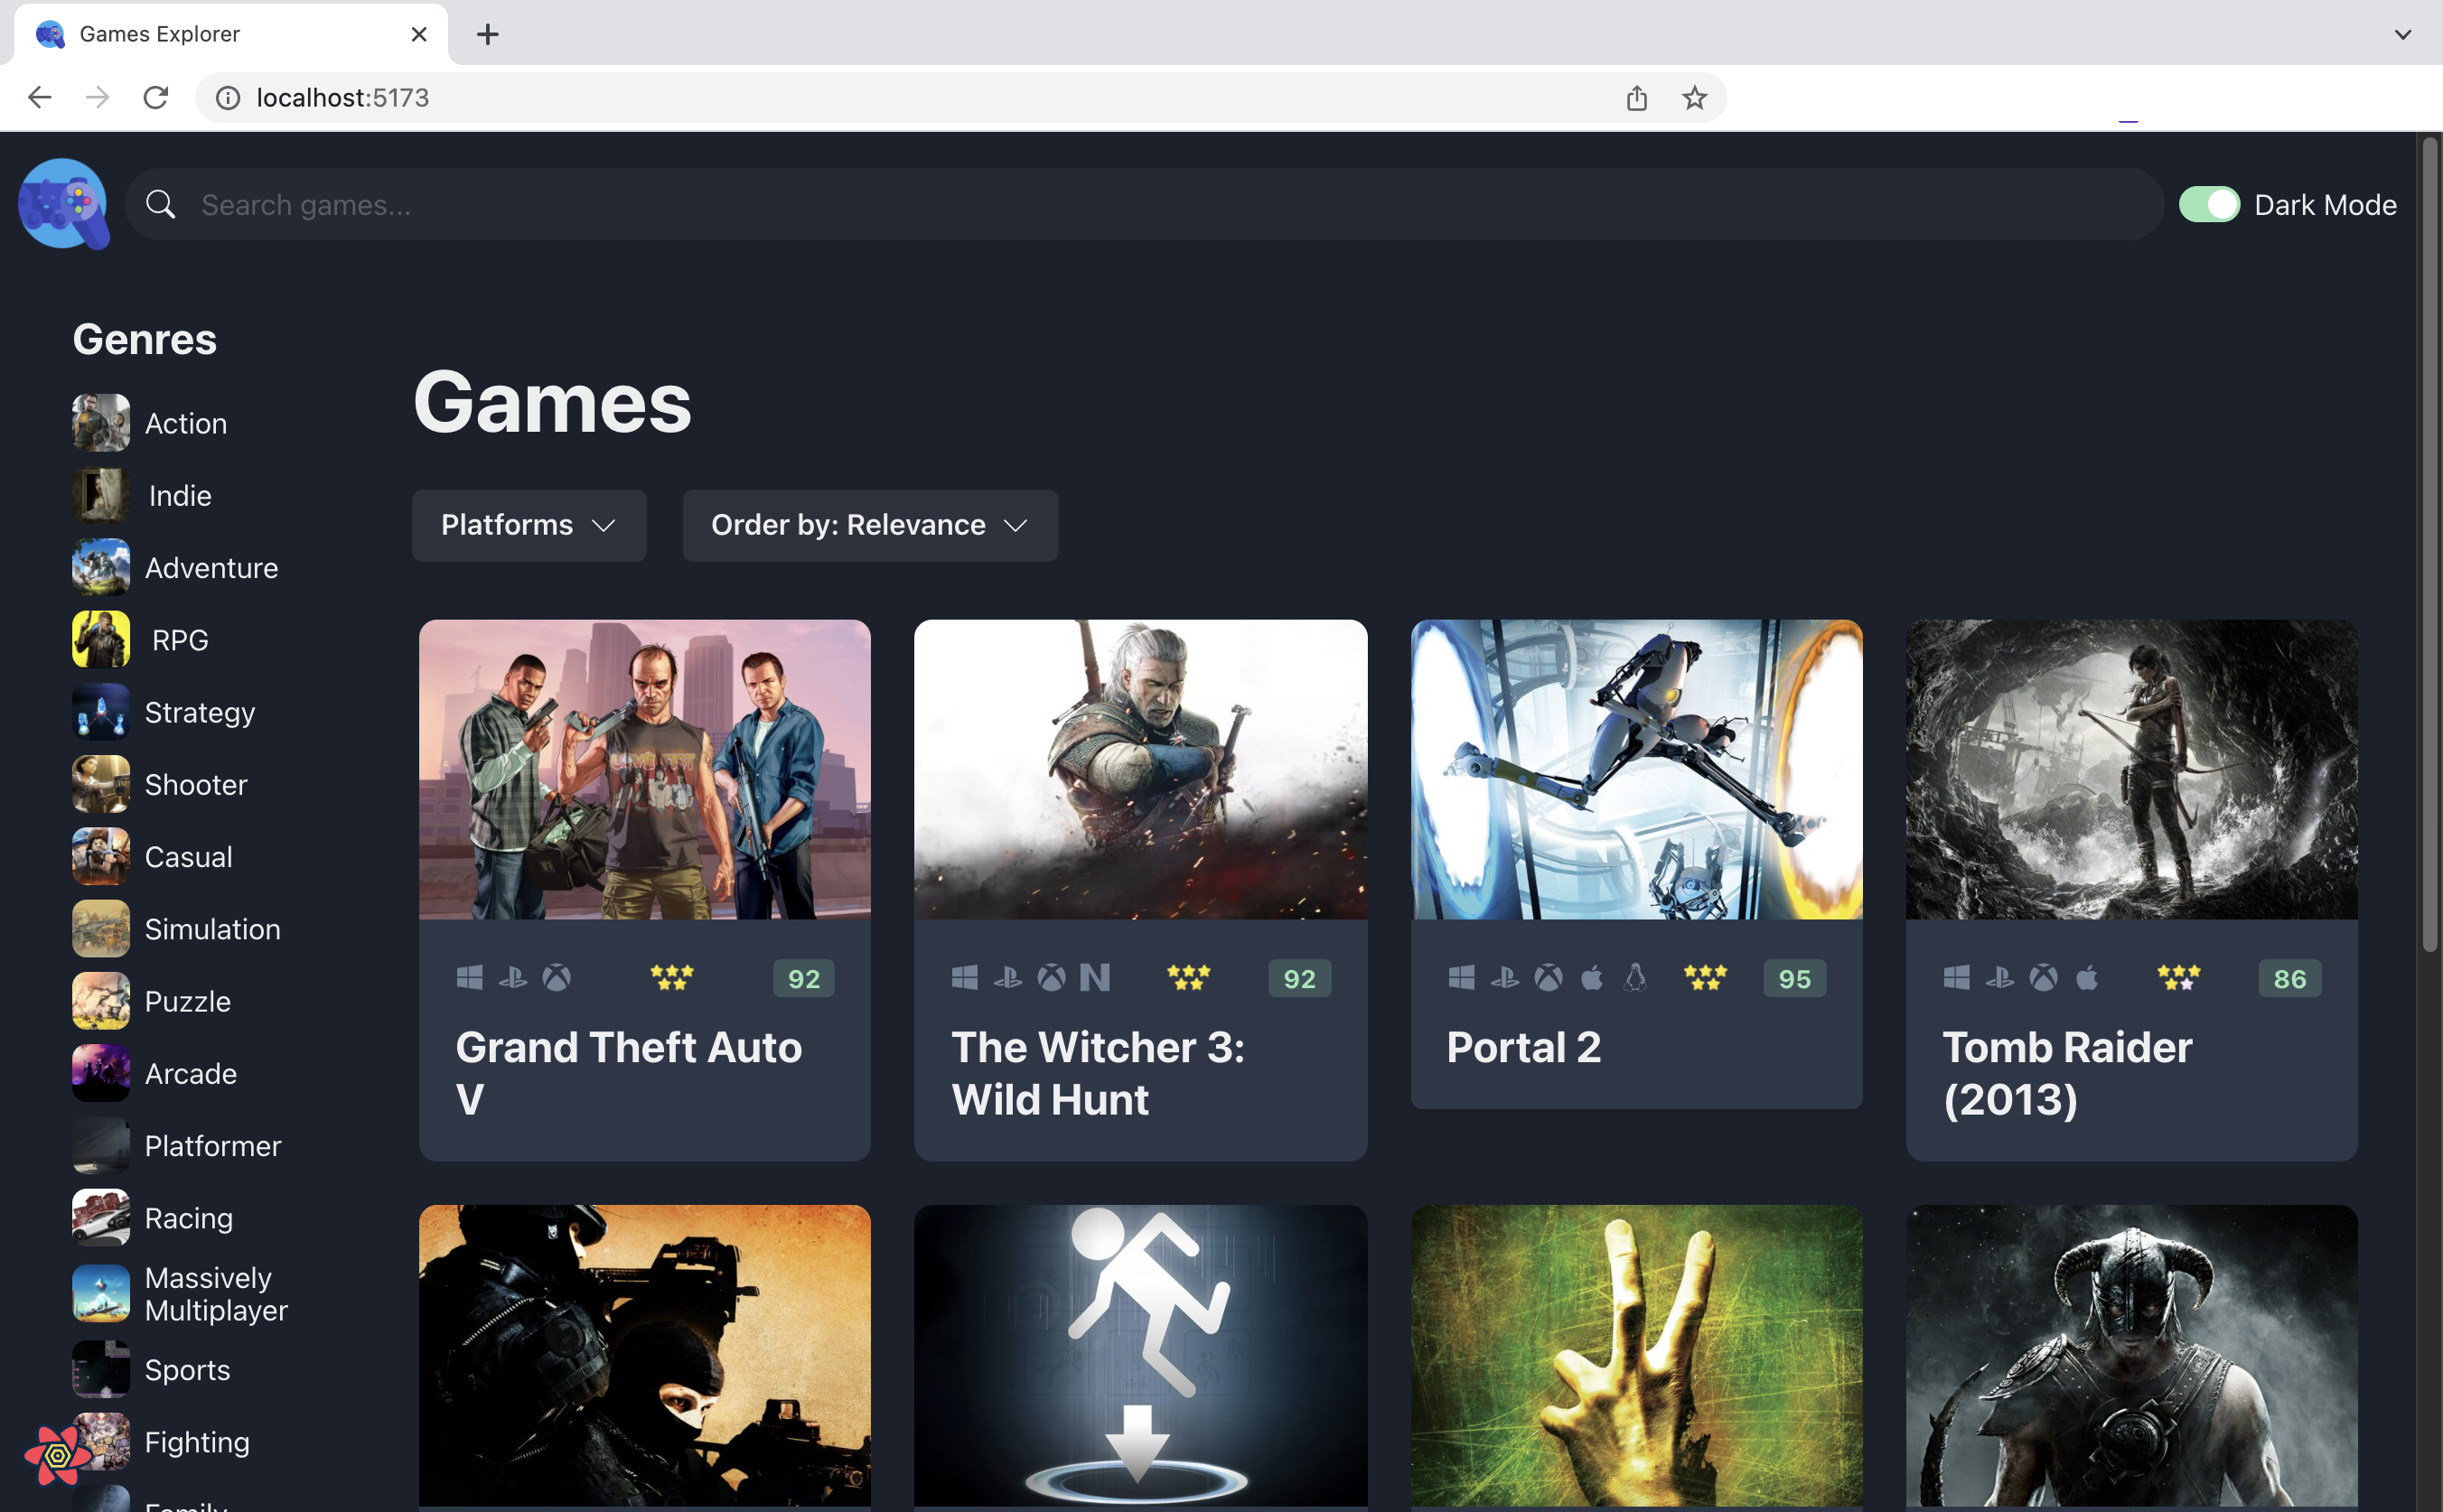 Games Explorer
localhost:5173
Search games...
Dark Mode
Genres
Action
Indie
Adventure
RPG
Strategy
Shooter
Casual
Simulation
Puzzle
Arcade
Platformer
Racing
Massively
Multiplayer
Sports
Fighting
Family
Games
Platforms
Order by: Relevance
92
Grand Theft Auto
V
92
The Witcher 3:
Wild Hunt
95
Portal 2
86
Tomb Raider
(2013)